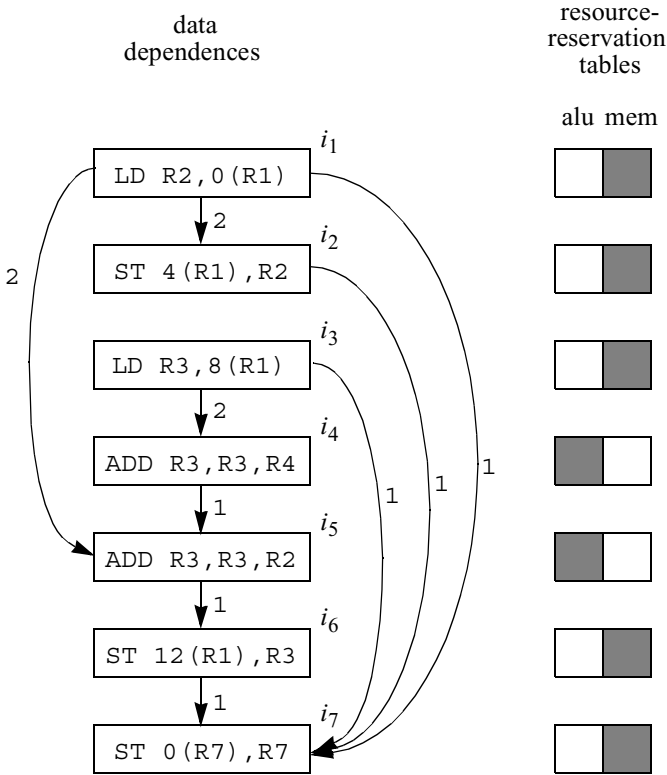 data
dependences
resource-
reservation
tables
alu mem
i1
LD R2,0(R1)
2
i2
ST 4(R1),R2
2
i3
LD R3,8(R1)
2
i4
ADD R3,R3,R4
1
1
1
1
i5
ADD R3,R3,R2
1
i6
ST 12(R1),R3
1
i7
ST 0(R7),R7